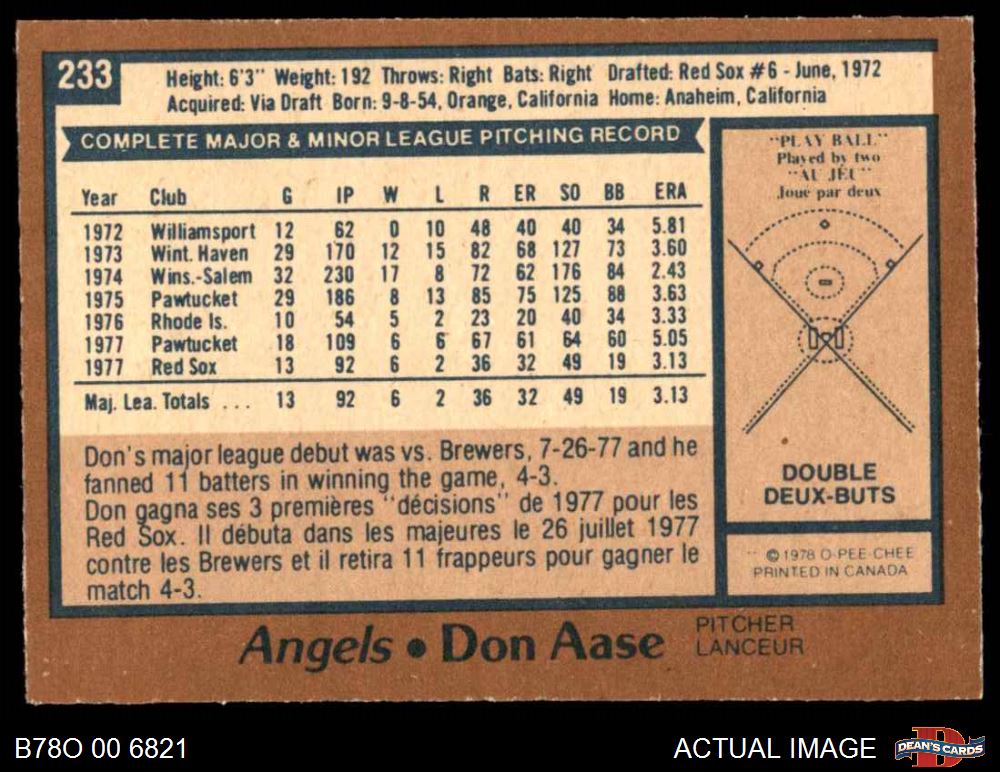 233
Height: 6'3" Weight: 192 Throws: Right Bats: Right Drafted: Red Sox #6 - June, 1972
Acquired: Via Draft Born: 9-8-54, Orange, California Home: Anaheim, California
COMPLETE MAJOR & MINOR LEAGUE PITCHING RECORD
Year Club G IP W L R ER SO BB ERA
1972 Williamsport 12 62 0 10 48 40 40 34 5.81
1973 Wint. Haven 29 170 12 15 82 68 127 73 3.60
1974 Wins.-Salem 32 230 17 8 72 62 176 84 2.43
1975 Pawtucket 29 186 8 13 85 75 125 88 3.63
1976 Rhode Is. 10 54 5 2 23 20 40 34 3.33
1977 Pawtucket 18 109 6 6 67 61 64 60 5.05
1977 Red Sox 13 92 6 2 36 32 49 19 3.13
Maj. Lea. Totals ... 13 92 6 2 36 32 49 19 3.13
Don's major league debut was vs. Brewers, 7-26-77 and he
fanned 11 batters in winning the game, 4-3.
Don gagna ses 3 premières "décisions" de 1977 pour les
Red Sox. Il débuta dans les majeures le 26 juillet 1977
contre les Brewers et il retira 11 frappeurs pour gagner le
match 4-3.
"PLAY BALL"
Played by two
"AU JÉU"
Joue par deux
DOUBLE
DEUX-BUTS
© 1978 O-PEE-CHEE
PRINTED IN CANADA
Angels • Don Aase
PITCHER
LANCEUR
B78O 00 6821
ACTUAL IMAGE
DEAN'S CARDS